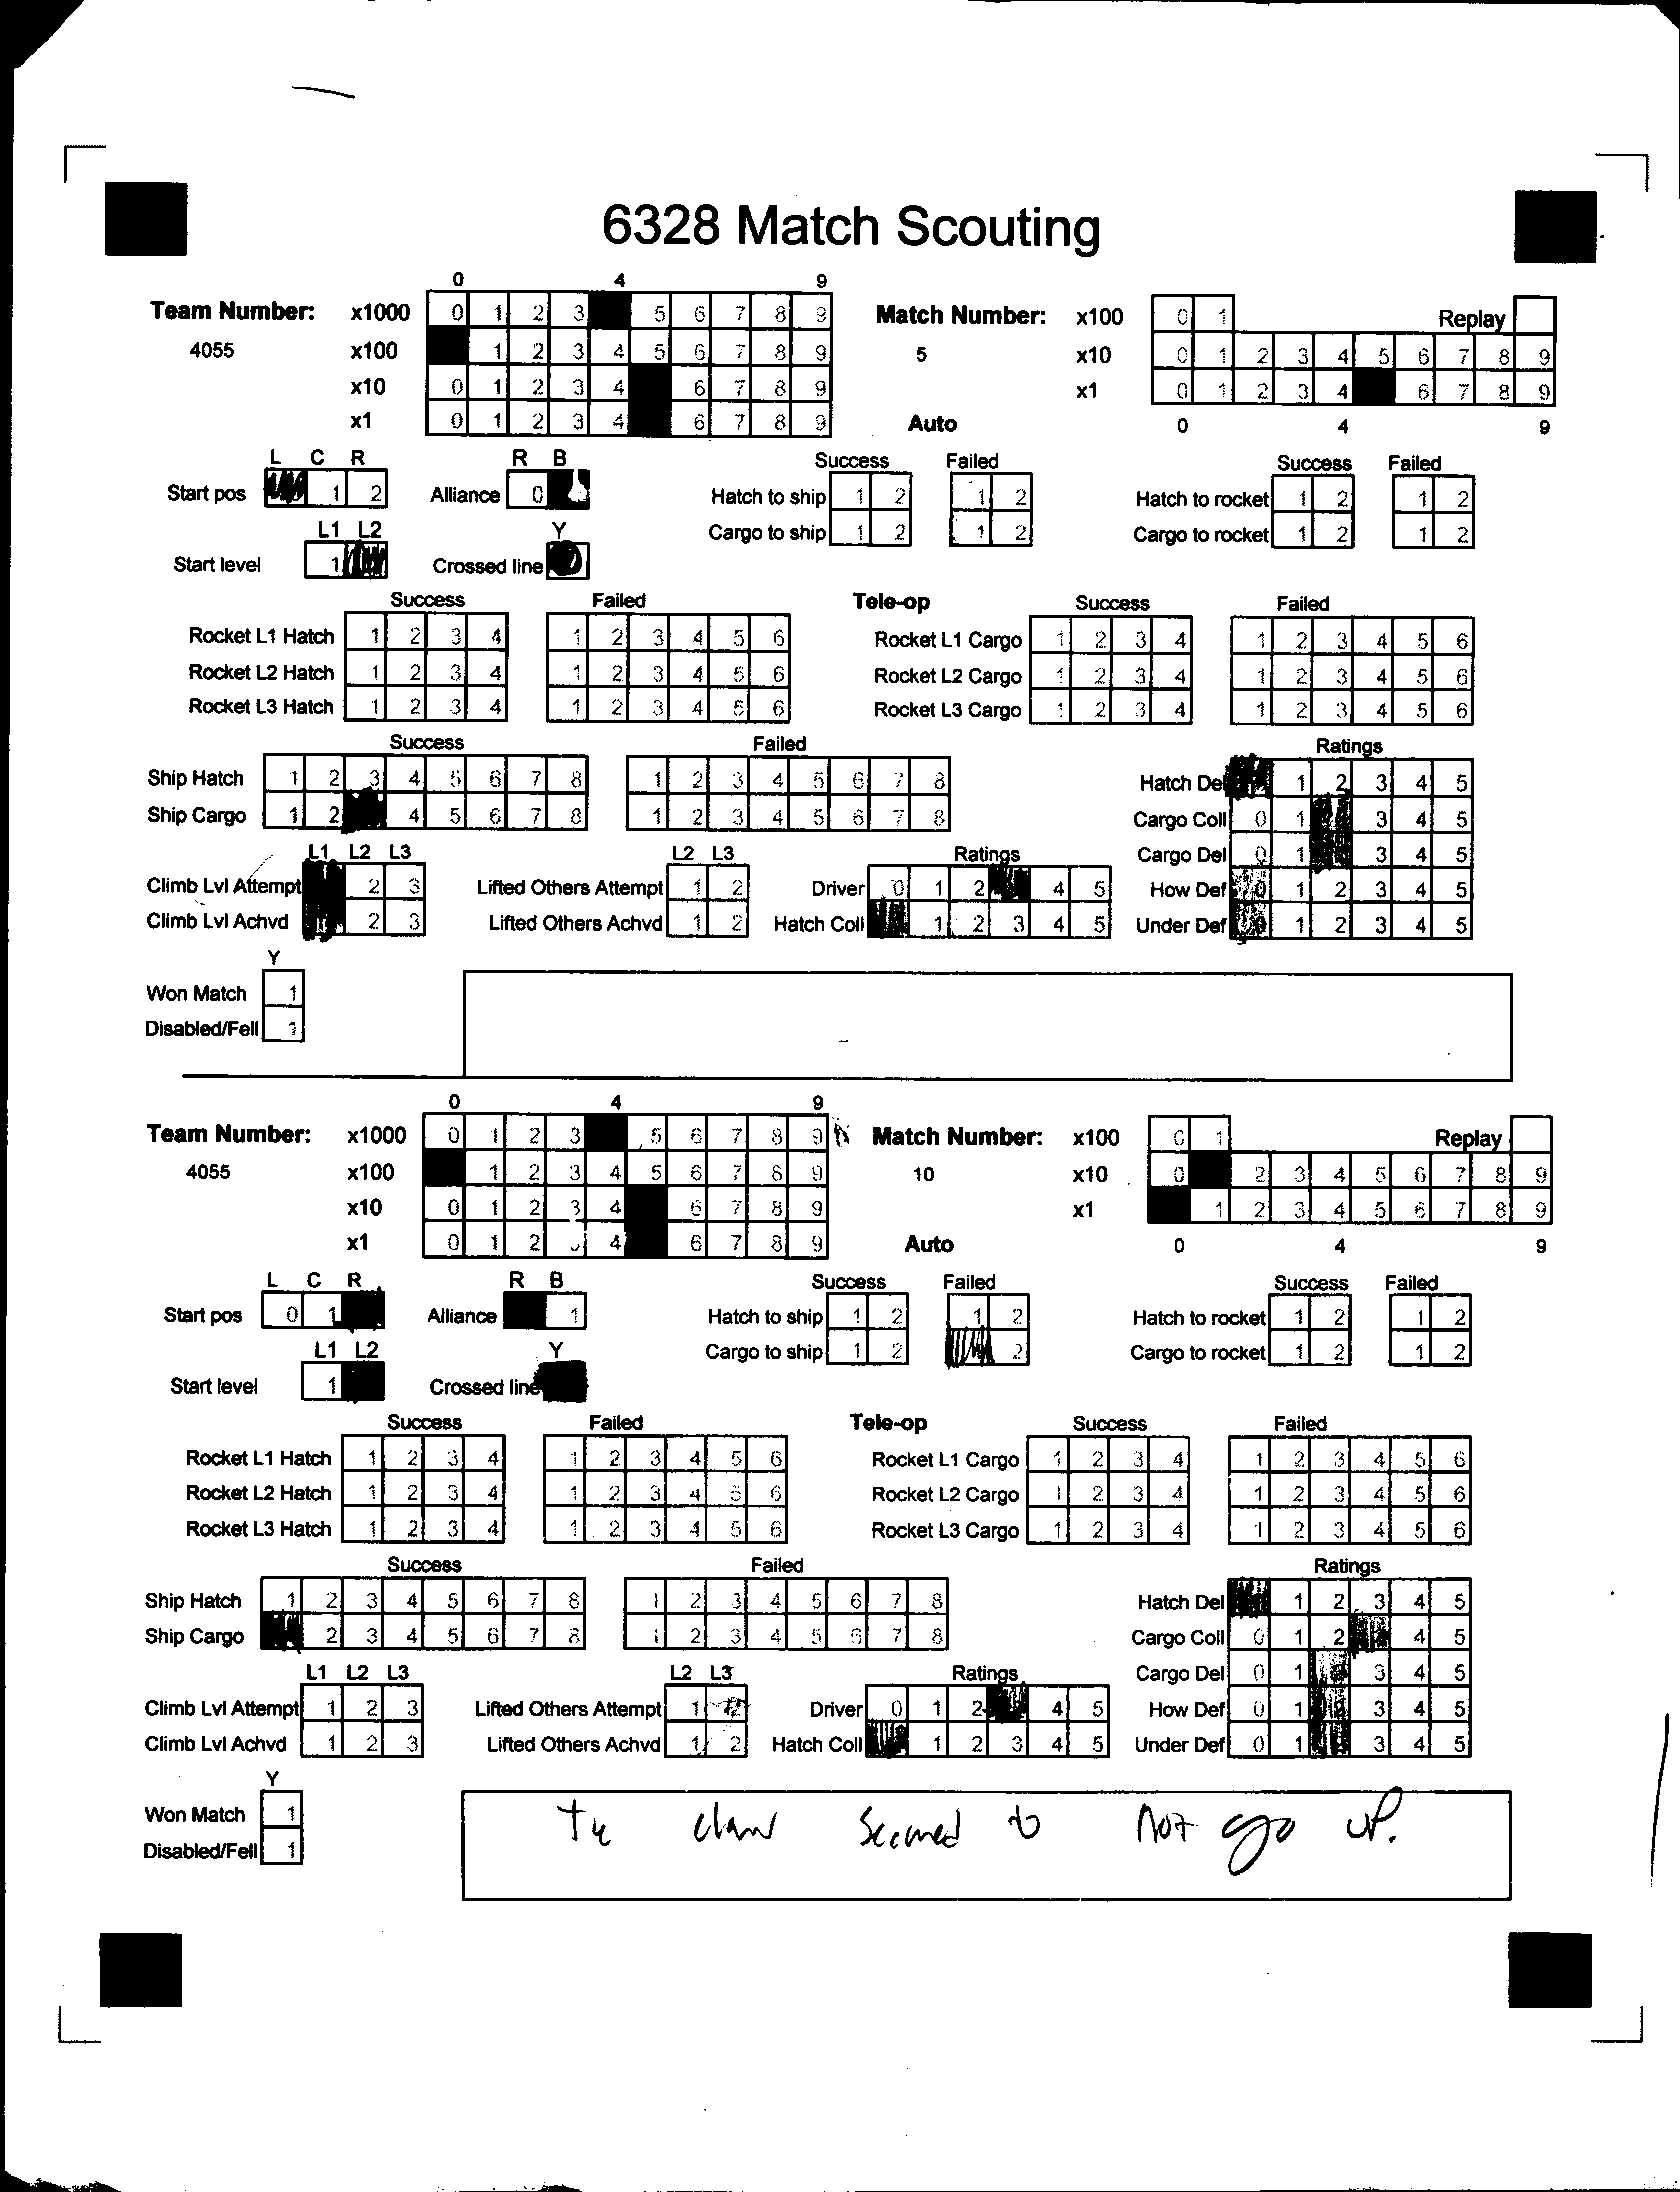 6328 Match Scouting
0 4 9
Team Number: x1000 0 1 2 3 5 6 7 8 9 Match Number: x100 0 1 Replay
4055 x100 1 2 3 4 5 6 7 8 9 5 x10 0 1 2 3 4 5 6 7 8 9
x10 0 1 2 3 4 6 7 8 9 x1 0 1 2 3 4 6 7 8 9
x1 0 1 2 3 4 6 7 8 9 Auto 0 4 9
L C R R B Success Failed Success Failed
Start pos 1 2 Alliance 0 Hatch to ship 1 2 1 2 Hatch to rocket 1 2 1 2
L1 L2 Y Cargo to ship 1 2 1 2 Cargo to rocket 1 2 1 2
Start level 1 Crossed line
Success Failed Tele-op Success Failed
Rocket L1 Hatch 1 2 3 4 1 2 3 4 5 6 Rocket L1 Cargo 1 2 3 4 1 2 3 4 5 6
Rocket L2 Hatch 1 2 3 4 1 2 3 4 5 6 Rocket L2 Cargo 1 2 3 4 1 2 3 4 5 6
Rocket L3 Hatch 1 2 3 4 1 2 3 4 5 6 Rocket L3 Cargo 1 2 3 4 1 2 3 4 5 6
Success Failed Ratings
Ship Hatch 1 2 3 4 5 6 7 8 1 2 3 4 5 6 7 8 Hatch Del 1 2 3 4 5
Ship Cargo 1 2 4 5 6 7 8 1 2 3 4 5 6 7 8 Cargo Coll 0 1 3 4 5
L1 L2 L3 L2 L3 Ratings Cargo Del 0 1 3 4 5
Climb Lvl Attempt 2 3 Lifted Others Attempt 1 2 Driver 0 1 2 4 5 How Def 0 1 2 3 4 5
Climb Lvl Achvd 2 3 Lifted Others Achvd 1 2 Hatch Coll 1 2 3 4 5 Under Def 0 1 2 3 4 5
Y
Won Match 1
Disabled/Fell 1
0 4 9
Team Number: x1000 0 1 2 3 5 6 7 8 9 Match Number: x100 0 1 Replay
4055 x100 1 2 3 4 5 6 7 8 9 10 x10 0 2 3 4 5 6 7 8 9
x10 0 1 2 3 4 6 7 8 9 x1 1 2 3 4 5 6 7 8 9
x1 0 1 2 4 6 7 8 9 Auto 0 4 9
L C R R B Success Failed Success Failed
Start pos 0 1 Alliance 1 Hatch to ship 1 2 1 2 Hatch to rocket 1 2 1 2
L1 L2 Y Cargo to ship 1 2 2 Cargo to rocket 1 2 1 2
Start level 1 Crossed line
Success Failed Tele-op Success Failed
Rocket L1 Hatch 1 2 3 4 1 2 3 4 5 6 Rocket L1 Cargo 1 2 3 4 1 2 3 4 5 6
Rocket L2 Hatch 1 2 3 4 1 2 3 4 5 6 Rocket L2 Cargo 1 2 3 4 1 2 3 4 5 6
Rocket L3 Hatch 1 2 3 4 1 2 3 4 5 6 Rocket L3 Cargo 1 2 3 4 1 2 3 4 5 6
Success Failed Ratings
Ship Hatch 1 2 3 4 5 6 7 8 1 2 3 4 5 6 7 8 Hatch Del 1 2 3 4 5
Ship Cargo 2 3 4 5 6 7 8 1 2 3 4 5 6 7 8 Cargo Coll 0 1 2 4 5
L1 L2 L3 L2 L3 Ratings Cargo Del 0 1 3 4 5
Climb Lvl Attempt 1 2 3 Lifted Others Attempt 1 2 Driver 0 1 2 4 5 How Def 0 1 2 3 4 5
Climb Lvl Achvd 1 2 3 Lifted Others Achvd 1 2 Hatch Coll 1 2 3 4 5 Under Def 0 1 3 4 5
Y
Won Match 1
Disabled/Fell 1
claw seemed to not go up.